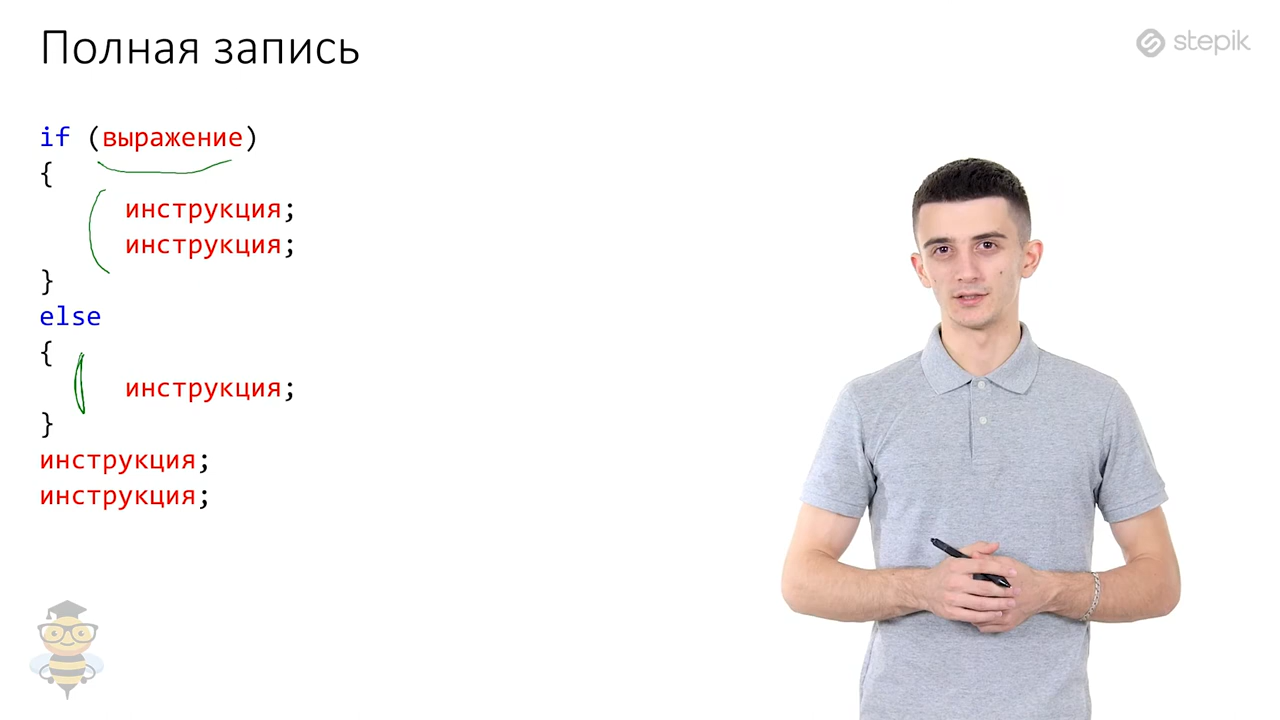 Полная запись
stepik
if (выражение)
{
инструкция;
инструкция;
}
else
{
инструкция;
}
инструкция;
инструкция;